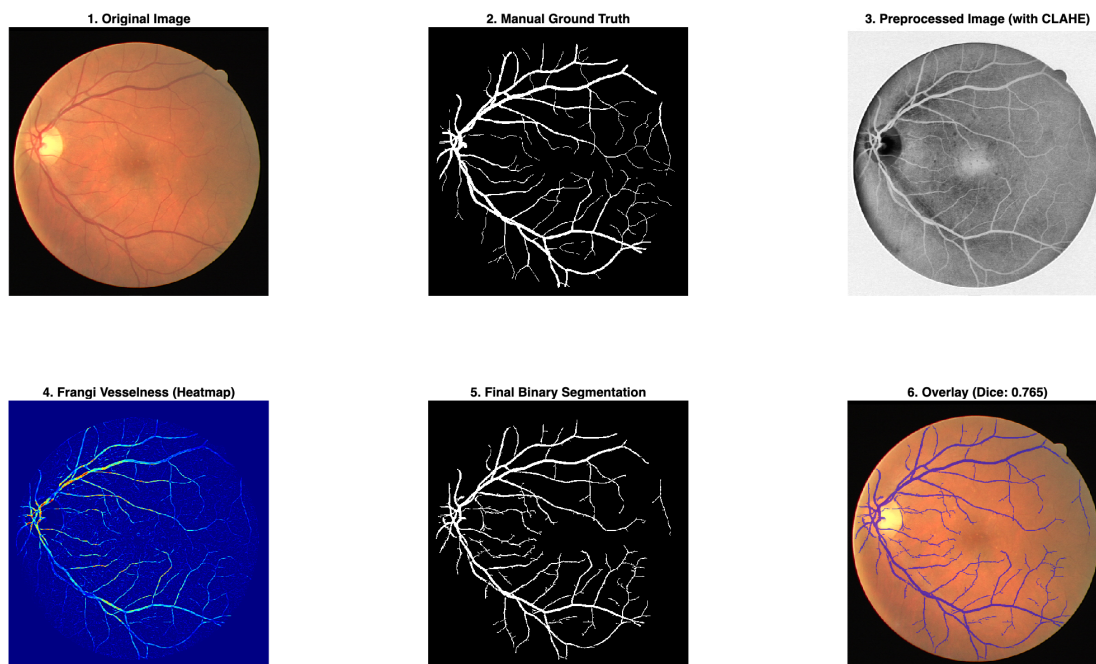 1. Original Image
2. Manual Ground Truth
3. Preprocessed Image (with CLAHE)
4. Frangi Vesselness (Heatmap)
5. Final Binary Segmentation
6. Overlay (Dice: 0.765)